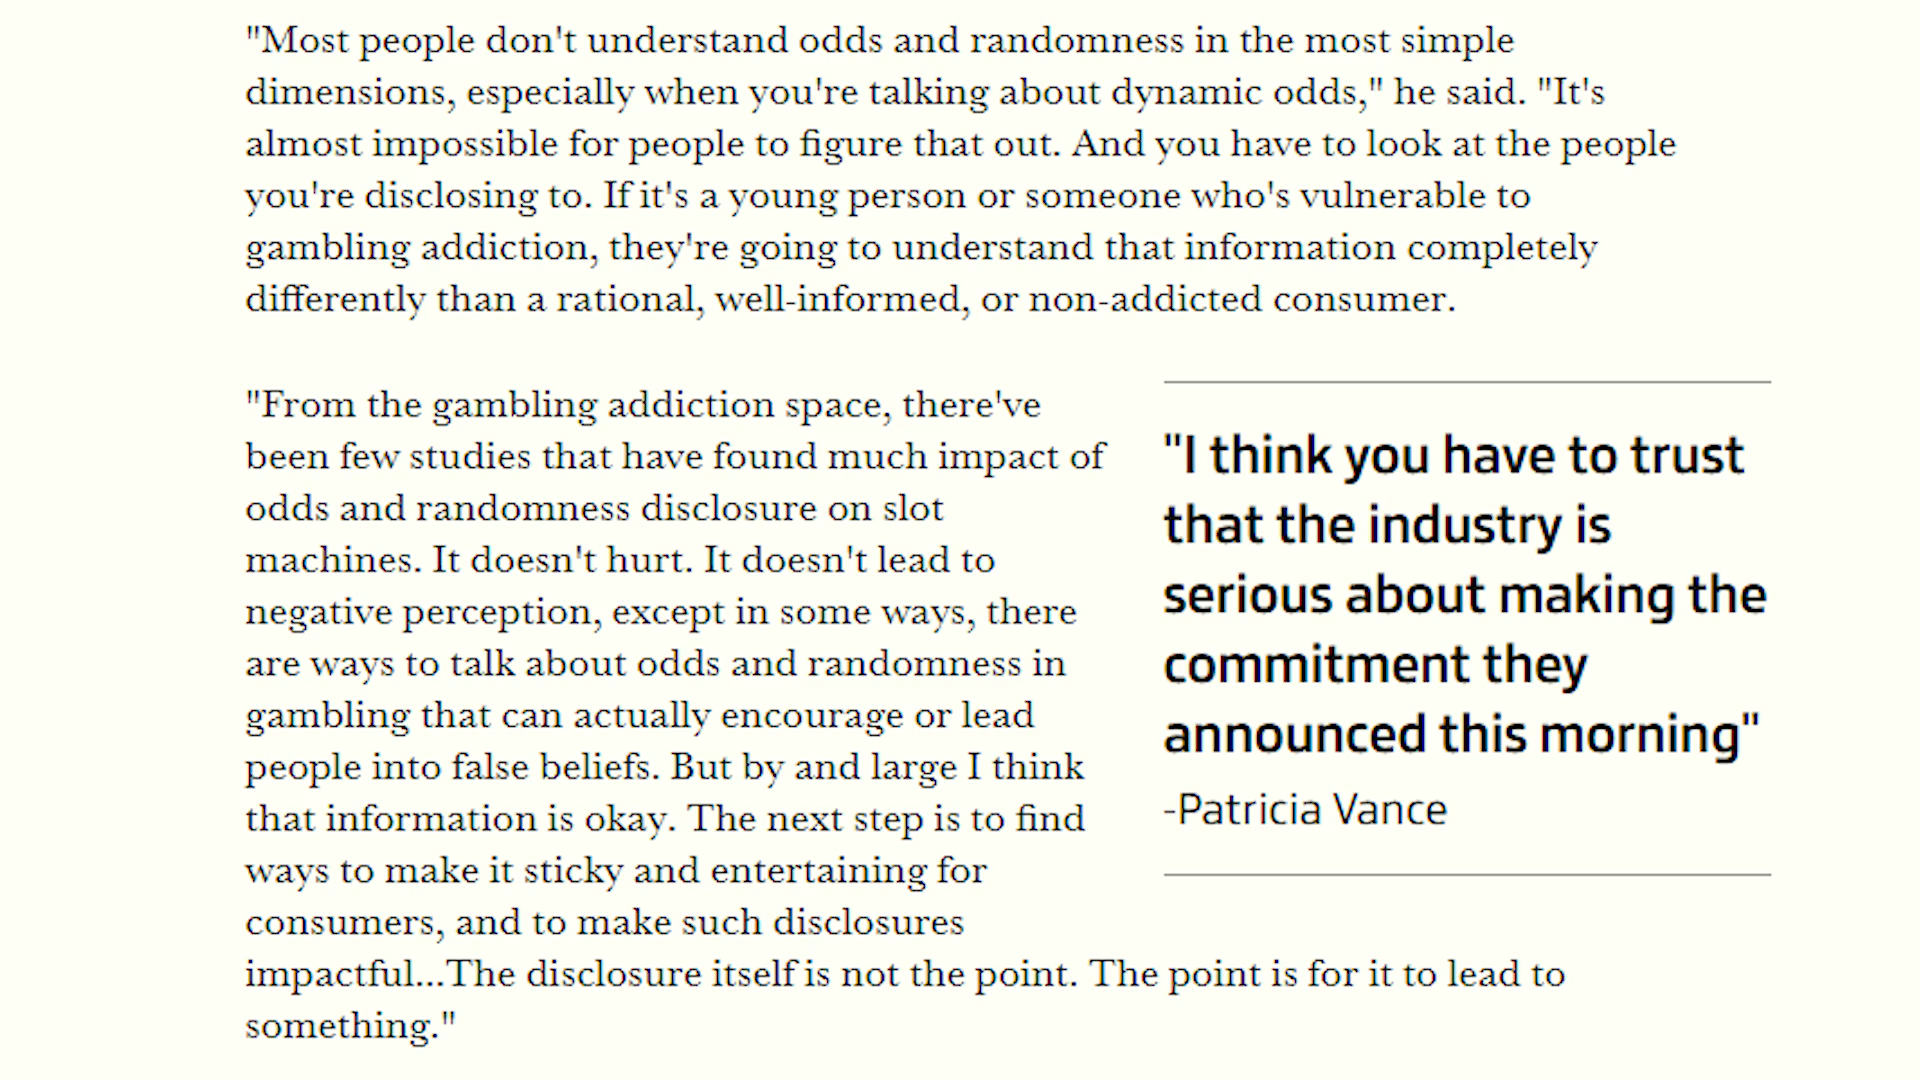 "Most people don't understand odds and randomness in the most simple
dimensions, especially when you're talking about dynamic odds," he said. "It's
almost impossible for people to figure that out. And you have to look at the people
you're disclosing to. If it's a young person or someone who's vulnerable to
gambling addiction, they're going to understand that information completely
differently than a rational, well-informed, or non-addicted consumer.
"From the gambling addiction space, there've
been few studies that have found much impact of
odds and randomness disclosure on slot
machines. It doesn't hurt. It doesn't lead to
negative perception, except in some ways, there
are ways to talk about odds and randomness in
gambling that can actually encourage or lead
people into false beliefs. But by and large I think
that information is okay. The next step is to find
ways to make it sticky and entertaining for
consumers, and to make such disclosures
impactful...The disclosure itself is not the point. The point is for it to lead to
something."
"I think you have to trust
that the industry is
serious about making the
commitment they
announced this morning"
-Patricia Vance